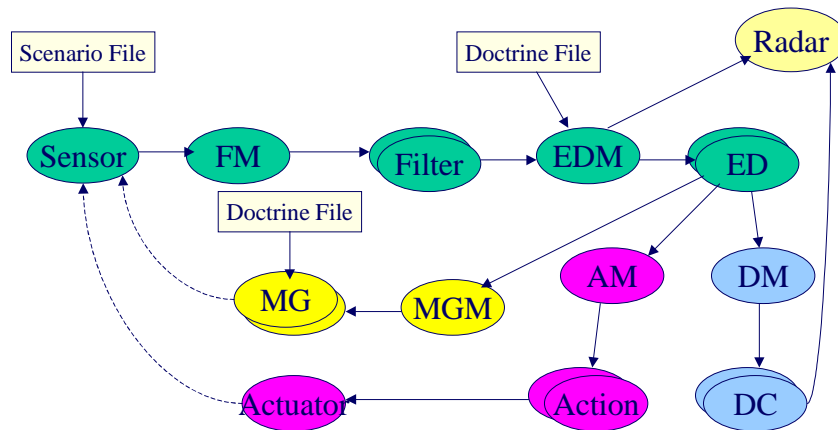 Radar
Scenario File
Doctrine File
Sensor
FM
Filter
EDM
ED
Doctrine File
AM
DM
MG
MGM
Actuator
Action
DC